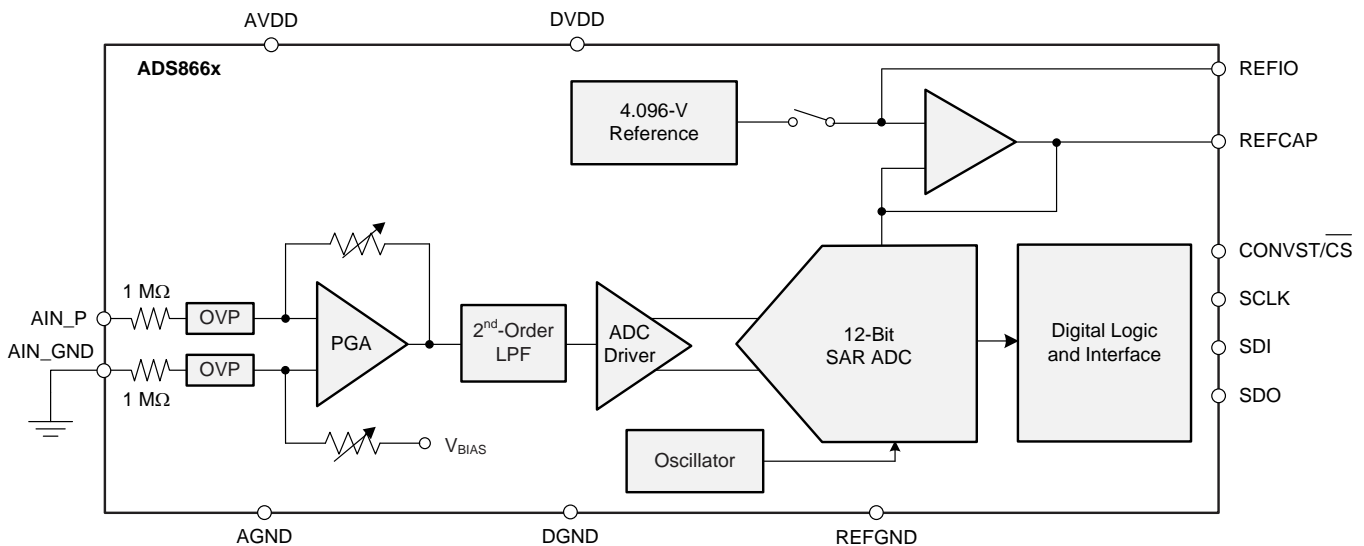 AVDD
DVDD
ADS866x
REFIO
4.096-V
Reference
REFCAP
CONVST/C̅S̅
1 MΩ
SCLK
AIN_P
OVP
2nd-Order
LPF
ADC
Driver
12-Bit
SAR ADC
Digital Logic
and Interface
PGA
AIN_GND
OVP
SDI
1 MΩ
SDO
VBIAS
Oscillator
AGND
DGND
REFGND